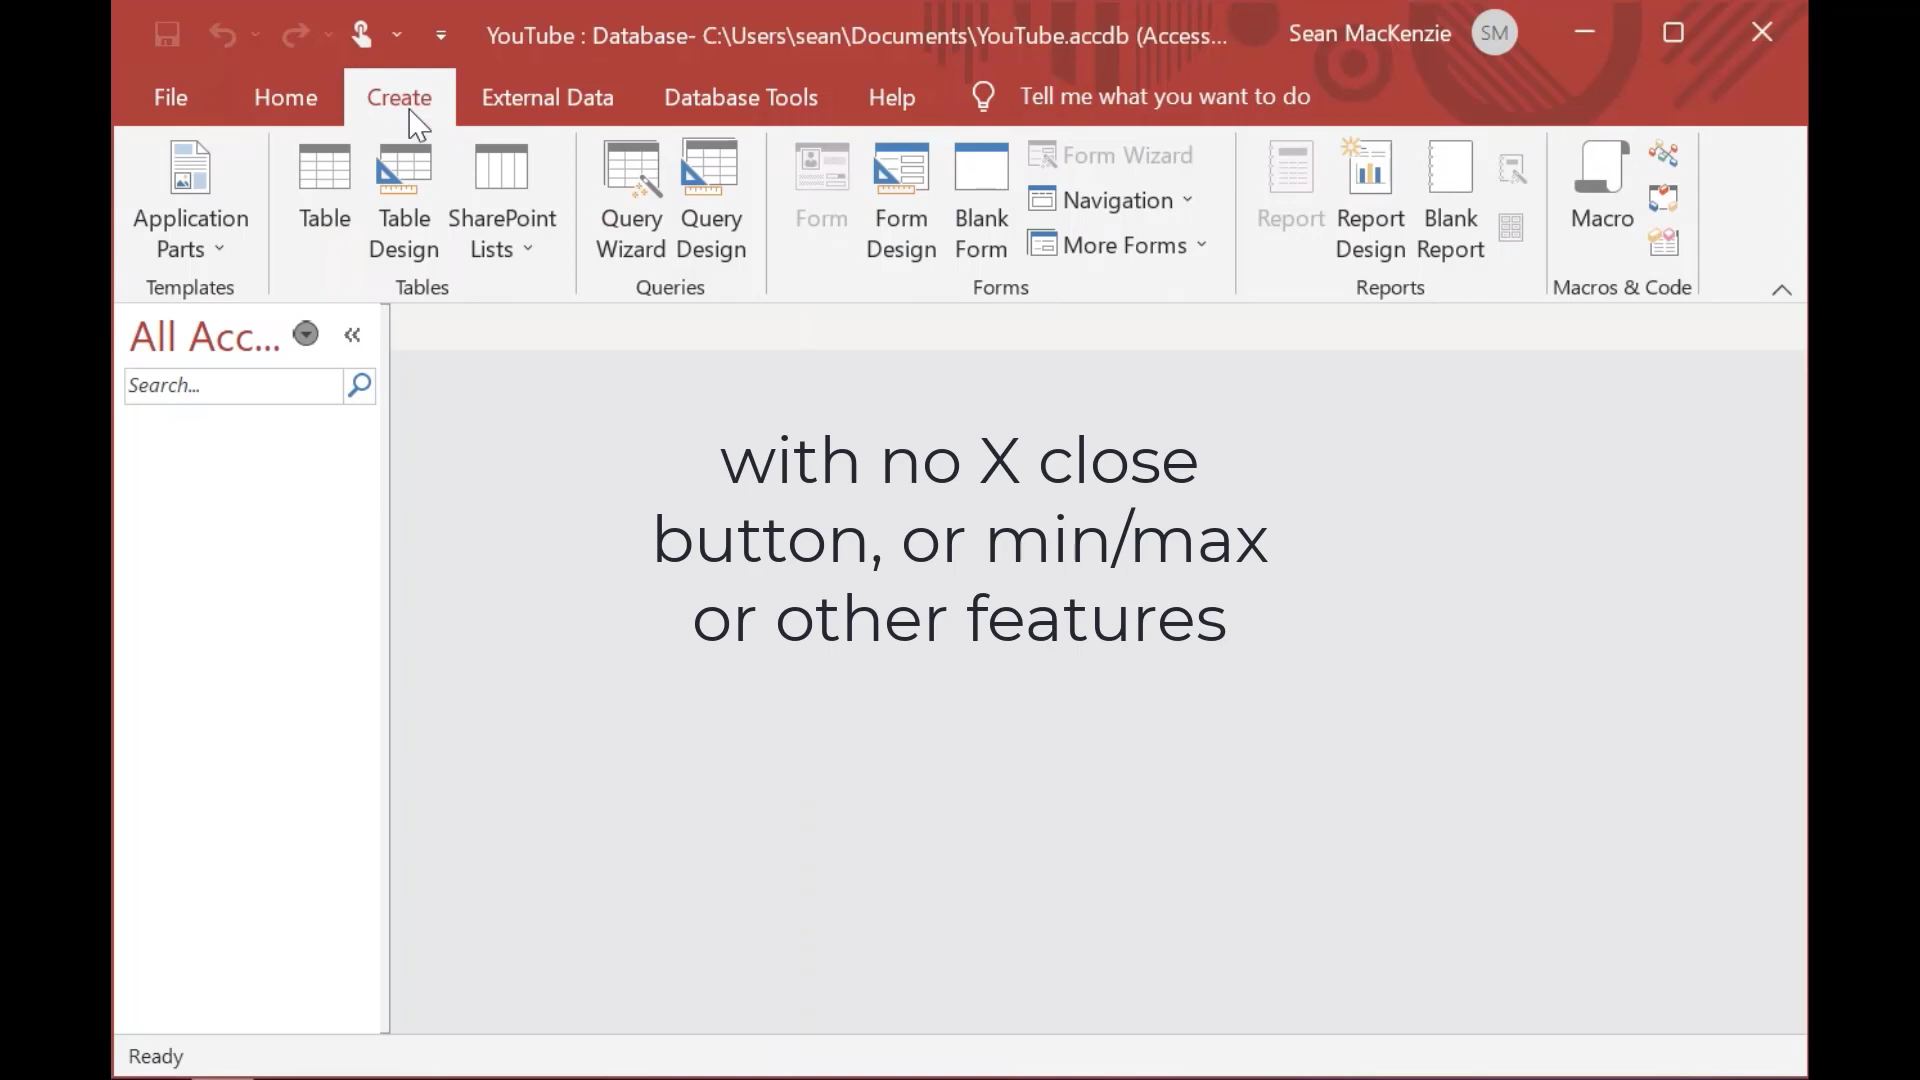 YouTube : Database- C:\Users\sean\Documents\YouTube.accdb (Access...
Sean MacKenzie
SM
File
Home
Create
External Data
Database Tools
Help
Tell me what you want to do
Application
Parts
Templates
Table
Table
Design
SharePoint
Lists
Tables
Query
Wizard
Query
Design
Queries
Form
Form
Design
Blank
Form
Form Wizard
Navigation
More Forms
Forms
Report
Report
Design
Blank
Report
Reports
Macro
Macros & Code
All Acc...
Search...
with no X close
button, or min/max
or other features
Ready